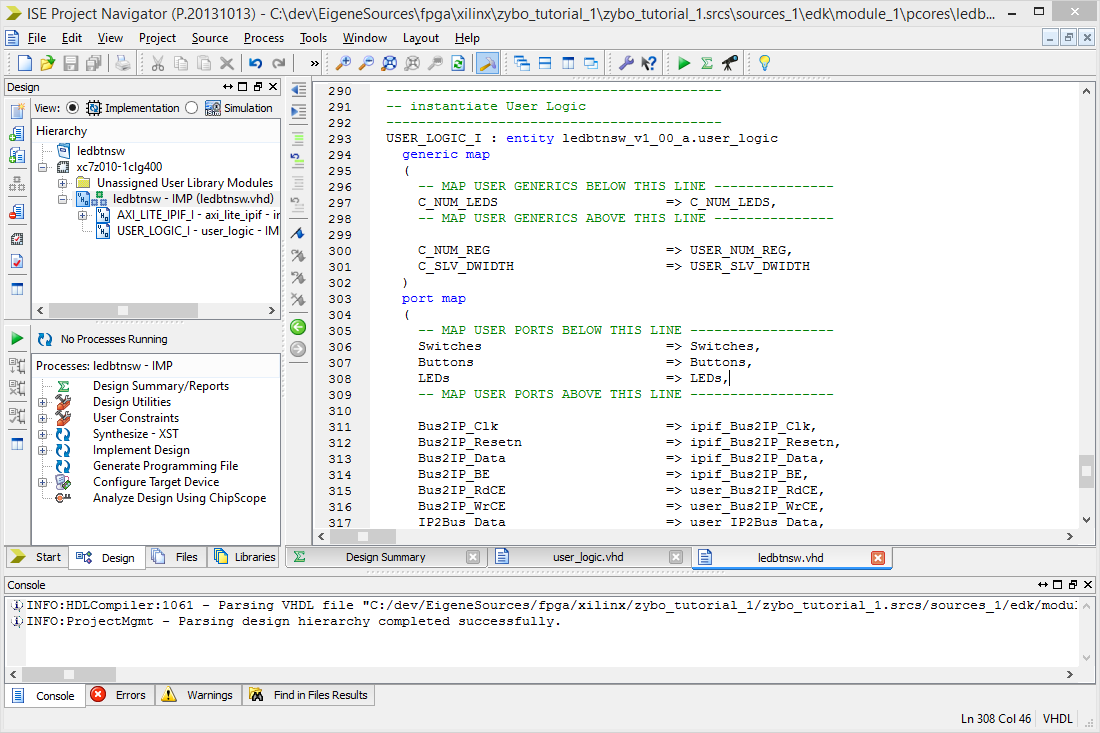 ISE Project Navigator (P.20131013) - C:\dev\EigeneSources\fpga\xilinx\zybo_tutorial_1\zybo_tutorial_1.srcs\sources_1\edk\module_1\pcores\ledb...
File Edit View Project Source Process Tools Window Layout Help
»
Design
View: Implementation Simulation
Hierarchy
ledbtnsw
xc7z010-1clg400
Unassigned User Library Modules
ledbtnsw - IMP (ledbtnsw.vhd)
AXI_LITE_IPIF_I - axi_lite_ipif - ir
USER_LOGIC_I - user_logic - IM
No Processes Running
Processes: ledbtnsw - IMP
Design Summary/Reports
Design Utilities
User Constraints
Synthesize - XST
Implement Design
Generate Programming File
Configure Target Device
Analyze Design Using ChipScope
Start Design Files Libraries
290 ------------------------------------------
291 -- instantiate User Logic
292 ------------------------------------------
293 USER_LOGIC_I : entity ledbtnsw_v1_00_a.user_logic
294 generic map
295 (
296 -- MAP USER GENERICS BELOW THIS LINE ---------------
297 C_NUM_LEDS => C_NUM_LEDS,
298 -- MAP USER GENERICS ABOVE THIS LINE ---------------
299
300 C_NUM_REG => USER_NUM_REG,
301 C_SLV_DWIDTH => USER_SLV_DWIDTH
302 )
303 port map
304 (
305 -- MAP USER PORTS BELOW THIS LINE ------------------
306 Switches => Switches,
307 Buttons => Buttons,
308 LEDs => LEDs,
309 -- MAP USER PORTS ABOVE THIS LINE ------------------
310
311 Bus2IP_Clk => ipif_Bus2IP_Clk,
312 Bus2IP_Resetn => ipif_Bus2IP_Resetn,
313 Bus2IP_Data => ipif_Bus2IP_Data,
314 Bus2IP_BE => ipif_Bus2IP_BE,
315 Bus2IP_RdCE => user_Bus2IP_RdCE,
316 Bus2IP_WrCE => user_Bus2IP_WrCE,
317 IP2Bus_Data => user_IP2Bus_Data,
Design Summary user_logic.vhd ledbtnsw.vhd
Console
INFO:HDLCompiler:1061 - Parsing VHDL file "C:/dev/EigeneSources/fpga/xilinx/zybo_tutorial_1/zybo_tutorial_1.srcs/sources_1/edk/modul
INFO:ProjectMgmt - Parsing design hierarchy completed successfully.
Console Errors Warnings Find in Files Results
Ln 308 Col 46 VHDL